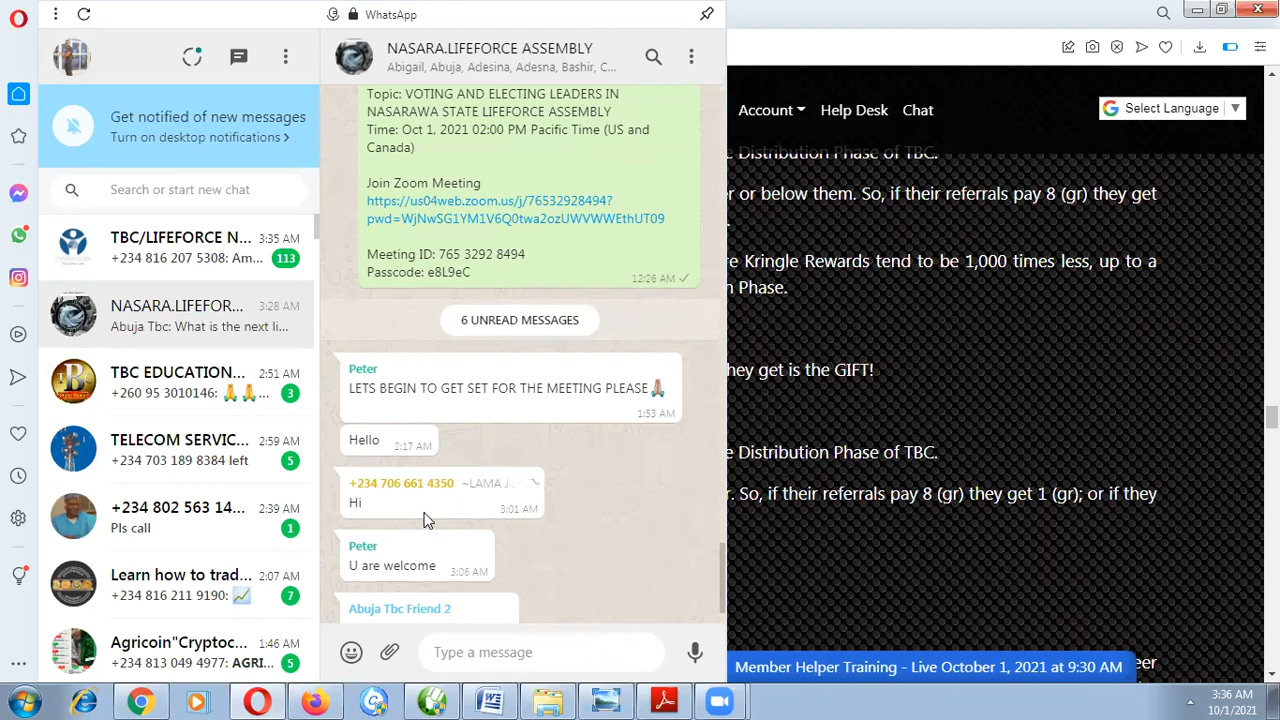 WhatsApp
NASARA.LIFEFORCE ASSEMBLY
Abigail, Abuja, Adesina, Adesna, Bashir, C...
Get notified of new messages
Turn on desktop notifications >
Search or start new chat
TBC/LIFEFORCE N...
3:35 AM
+234 816 207 5308: Am...
113
NASARA.LIFEFOR...
3:28 AM
Abuja Tbc: What is the next li...
TBC EDUCATION...
2:51 AM
+260 95 3010146: 🙏🙏...
3
TELECOM SERVIC...
2:59 AM
+234 703 189 8384 left
5
+234 802 563 14...
2:39 AM
Pls call
1
Learn how to trad...
2:07 AM
+234 816 211 9190: 📈
7
Agricoin"Cryptoc...
1:46 AM
+234 813 049 4977: AGRI...
5
Topic: VOTING AND ELECTING LEADERS IN
NASARAWA STATE LIFEFORCE ASSEMBLY
Time: Oct 1, 2021 02:00 PM Pacific Time (US and
Canada)
Join Zoom Meeting
https://us04web.zoom.us/j/76532928494?
pwd=WjNwSG1YM1V6Q0twa2ozUWVWWEthUT09
Meeting ID: 765 3292 8494
Passcode: e8L9eC
12:26 AM
6 UNREAD MESSAGES
Peter
LETS BEGIN TO GET SET FOR THE MEETING PLEASE🙏🏽
1:53 AM
Hello
2:17 AM
+234 706 661 4350 ~LAMA
Hi
3:01 AM
Peter
U are welcome
3:06 AM
Abuja Tbc Friend 2
Type a message
Account
Help Desk
Chat
Select Language
e Distribution Phase of TBC.
er or below them. So, if their referrals pay 8 (gr) they get
re Kringle Rewards tend to be 1,000 times less, up to a
n Phase.
hey get is the GIFT!
e Distribution Phase of TBC.
r. So, if their referrals pay 8 (gr) they get 1 (gr); or if they
eer
Member Helper Training - Live October 1, 2021 at 9:30 AM
3:36 AM
10/1/2021